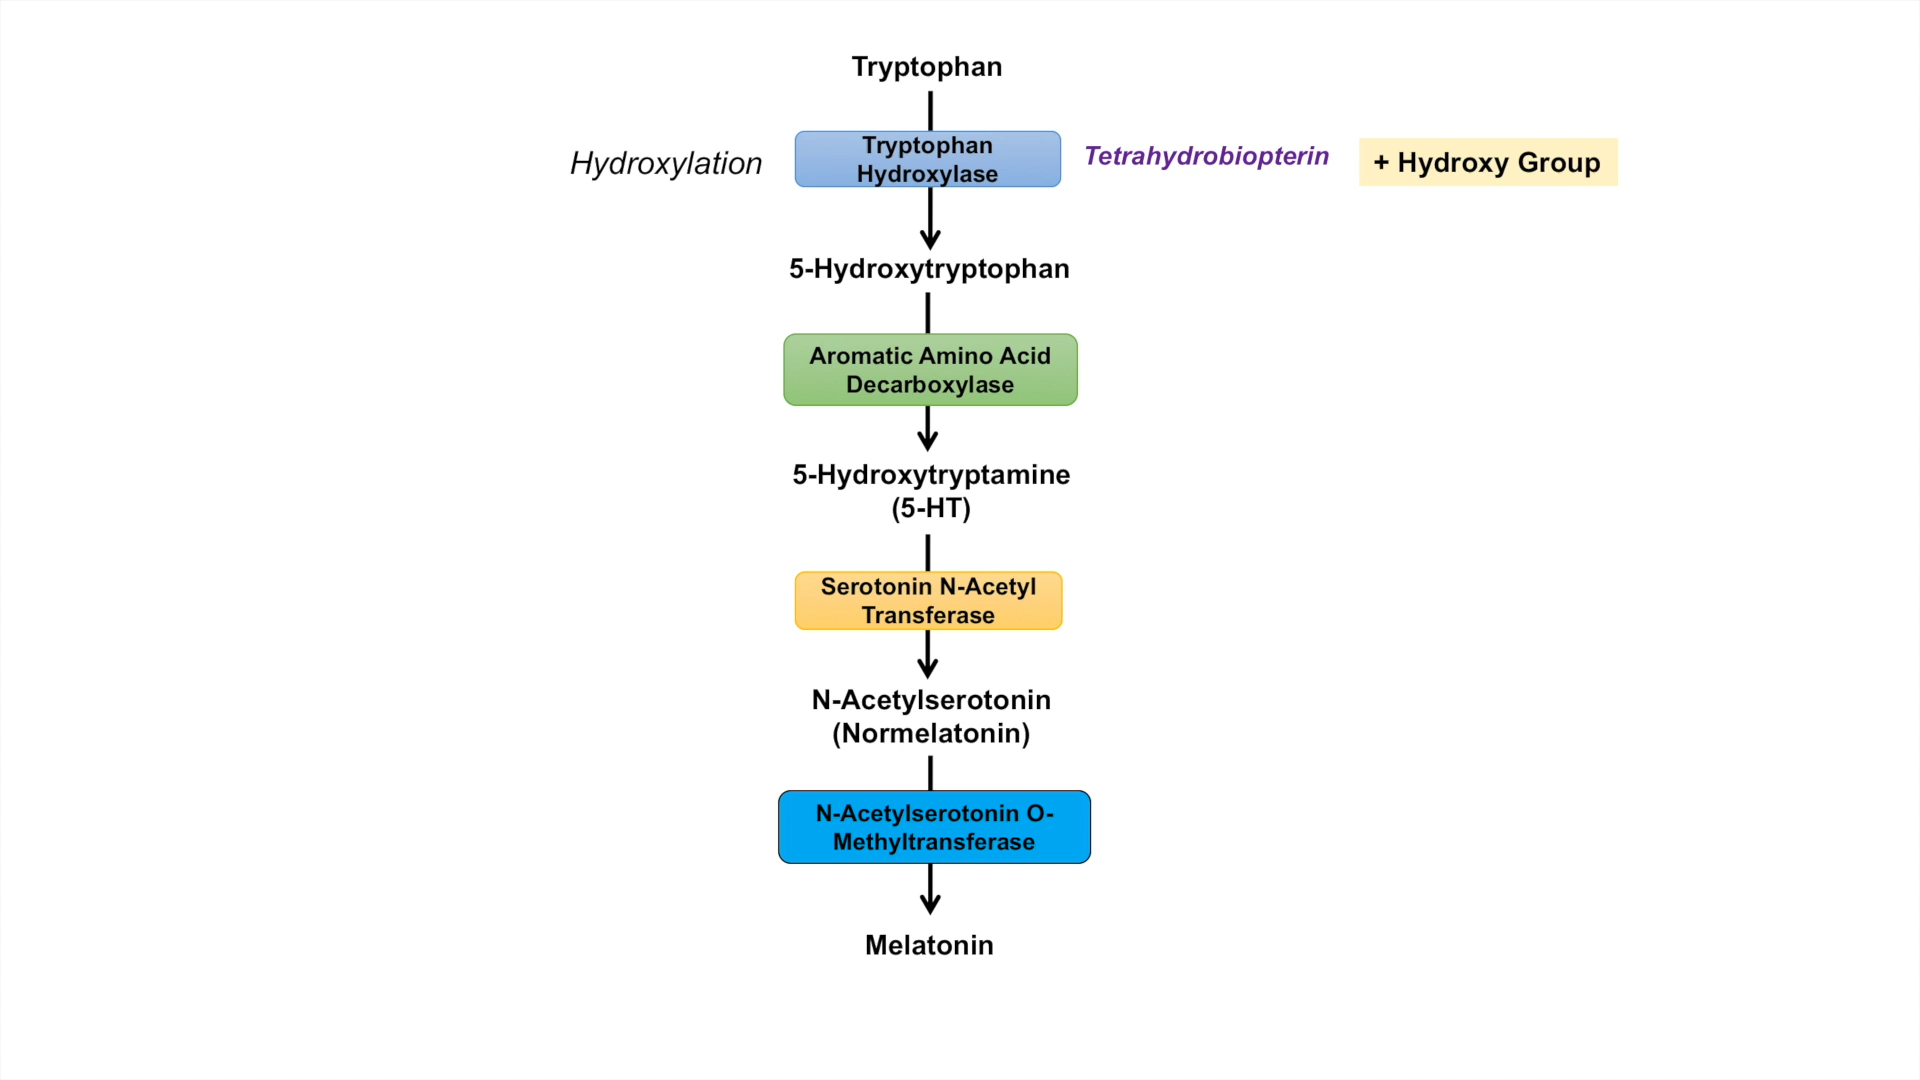 Tryptophan
Hydroxylation
Tryptophan
Hydroxylase
Tetrahydrobiopterin
+ Hydroxy Group
5-Hydroxytryptophan
Aromatic Amino Acid
Decarboxylase
5-Hydroxytryptamine
(5-HT)
Serotonin N-Acetyl
Transferase
N-Acetylserotonin
(Normelatonin)
N-Acetylserotonin O-
Methyltransferase
Melatonin